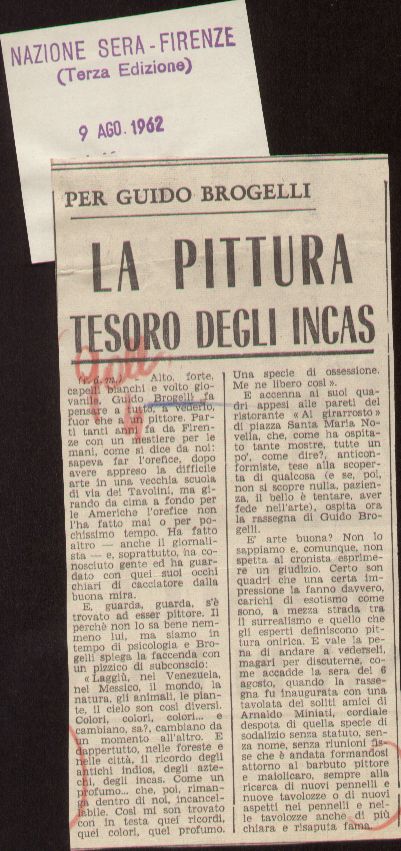 NAZIONE SERA - FIRENZE
(Terza Edizione)
9 AGO. 1962
PER GUIDO BROGELLI
LA PITTURA
TESORO DEGLI INCAS
Alto, forte,
capelli bianchi e volto gio-
vanile, Guido Brogelli fa
pensare a tutto, a vederlo,
fuor che a un pittore. Par-
tì tanti anni fa da Firen-
ze con un mestiere per le
mani, come si dice da noi:
sapeva far l'orefice, dopo
avere appreso la difficile
arte in una vecchia scuola
di via dei Tavolini, ma gi-
rando da cima a fondo per
le Americhe l'orefice non
l'ha fatto mai o per po-
chissimo tempo. Ha fatto
altro — anche il giornali-
sta — e, soprattutto, ha co-
nosciuto gente ed ha guar-
dato con quei suoi occhi
chiari di cacciatore dalla
buona mira.
E, guarda, guarda, s'è
trovato ad esser pittore. Il
perchè non lo sa bene nem-
meno lui, ma siamo in
tempo di psicologia e Bro-
gelli spiega la faccenda con
un pizzico di subconscio:
« Laggiù, nel Venezuela,
nel Messico, il mondo, la
natura, gli animali, le pian-
te, il cielo son così diversi.
Colori, colori, colori... e
cambiano, sa?, cambiano da
un momento all'altro. E
dappertutto, nelle foreste e
nelle città, il ricordo degli
antichi indios, degli azte-
chi, degli incas. Come un
profumo... che, poi, riman-
ga dentro di noi, incancel-
labile. Così mi son trovato
con in testa quei ricordi,
quei colori, quel profumo.
Una specie di ossessione.
Me ne libero così ».
E accenna ai suoi qua-
dri appesi alle pareti del
ristorante « Al girarrosto »
di piazza Santa Maria No-
vella, che, come ha ospita-
to tante mostre, tutte un
po', come dire?, anticon-
formiste, tese alla scoper-
ta di qualcosa (e se, poi,
non si scopre nulla, pazien-
za, il bello è tentare, aver
fede nell'arte), ospita ora
la rassegna di Guido Bro-
gelli.
E' arte buona? Non lo
sappiamo e, comunque, non
spetta al cronista esprime-
re un giudizio. Certo son
quadri che una certa im-
pressione la fanno davvero,
carichi di esotismo come
sono, a mezza strada tra
il surrealismo e quello che
gli esperti definiscono pit-
tura onirica. E vale la pe-
na di andare a vederseli,
magari per discuterne, co-
me accadde la sera del 6
agosto, quando la rasse-
gna fu inaugurata con una
tavolata dei soliti amici di
Arnaldo Miniati, cordiale
despota di quella specie di
sodalizio senza statuto, sen-
za nome, senza riunioni fis-
se che è andata formandosi
attorno al barbuto pittore
e maiolicaro, sempre alla
ricerca di nuovi pennelli e
nuove tavolozze o di nuovi
aspetti nei pennelli e nel-
le tavolozze anche di più
chiara e risaputa fama.